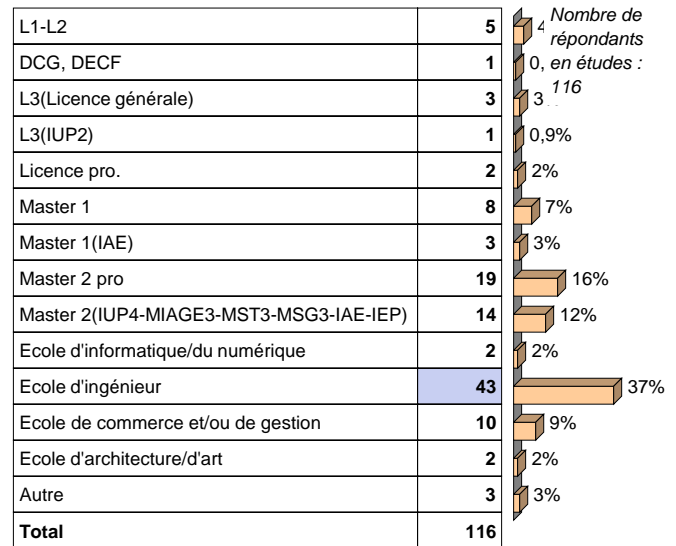 L1-L2 5 4
Nombre de
répondants
en études :
116
DCG, DECF 1 0,
L3(Licence générale) 3 3
L3(IUP2) 1 0,9%
Licence pro. 2 2%
Master 1 8 7%
Master 1(IAE) 3 3%
Master 2 pro 19 16%
Master 2(IUP4-MIAGE3-MST3-MSG3-IAE-IEP) 14 12%
Ecole d'informatique/du numérique 2 2%
Ecole d'ingénieur 43 37%
Ecole de commerce et/ou de gestion 10 9%
Ecole d'architecture/d'art 2 2%
Autre 3 3%
Total 116